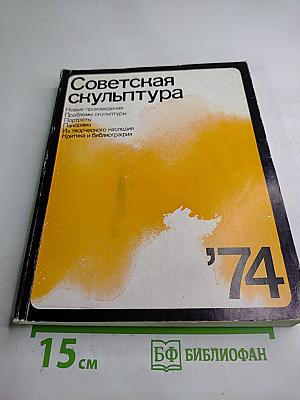 Советская
скульптура
Новые произведения
Проблемы скульптуры
Портреты
Панорама
Из творческого наследия
Критика и библиография
'74
15 см
БФ БИБЛИОФАН